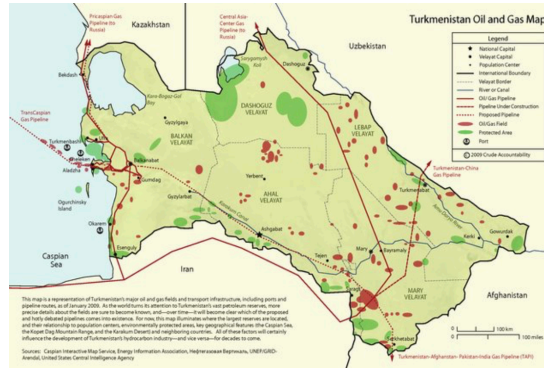 Turkmenistan Oil and Gas Map
Pricaspian Gas
Pipeline (to
Russia)
Kazakhstan
Central Asia-
Center Gas
Pipeline (to
Russia)
Uzbekistan
Legend
National Capital
Velayat Capital
Population Center
International Boundary
Velayat Border
River or Canal
Oil/Gas Pipeline
Pipeline Under Construction
Proposed Pipeline
Oil/Gas Field
Protected Area
Port
© 2009 Crude Accountability
Bekdash
Sarygamysh
Koli
Dashoguz
Kara-Bogaz-Gol
Bay
TransCaspian
Gas Pipeline
Gyzylgaya
DASHOGUZ
VELAYAT
BALKAN
VELAYAT
LEBAP
VELAYAT
Turkmenbashi
Aladzha
Balkanabat
Gumdag
Turkmenistan-China
Gas Pipeline
Ogurchinsky
Island
Gyzylarbat
Yerbent
AHAL
VELAYAT
Turkmenabat
Karakum Canal
Okarem
Ashgabat
Kerki
Gowurdak
Esenguly
Tejen
Mary
Bayramaly
Caspian
Sea
Iran
MARY
VELAYAT
Afghanistan
This map is a representation of Turkmenistan's major oil and gas fields and transport infrastructure, including ports and
pipeline routes, as of January 2009. As the world turns its attention to Turkmenistan's vast petroleum reserves, more
precise details about the fields are sure to become known, and—over time—it will become clear which of the proposed
and hotly debated pipelines comes into existence. For now, this map illuminates where the largest reserves are located,
and their relationship to population centers, environmentally protected areas, key geographical features (the Caspian Sea,
the Kopet Dag Mountain Range, and the Karakum Desert) and neighboring countries. All of these factors will certainly
influence the development of Turkmenistan's hydrocarbon industry—and vice versa—for decades to come.
Sources: Caspian Interactive Map Service, Energy Information Association, Нефтегазовая Вертикаль, UNEP/GRID-
Arendal, United States Central Intelligence Agency
0 100 miles
0 100 km
Turkmenistan-Afghanistan- Pakistan-India Gas Pipeline (TAPI)